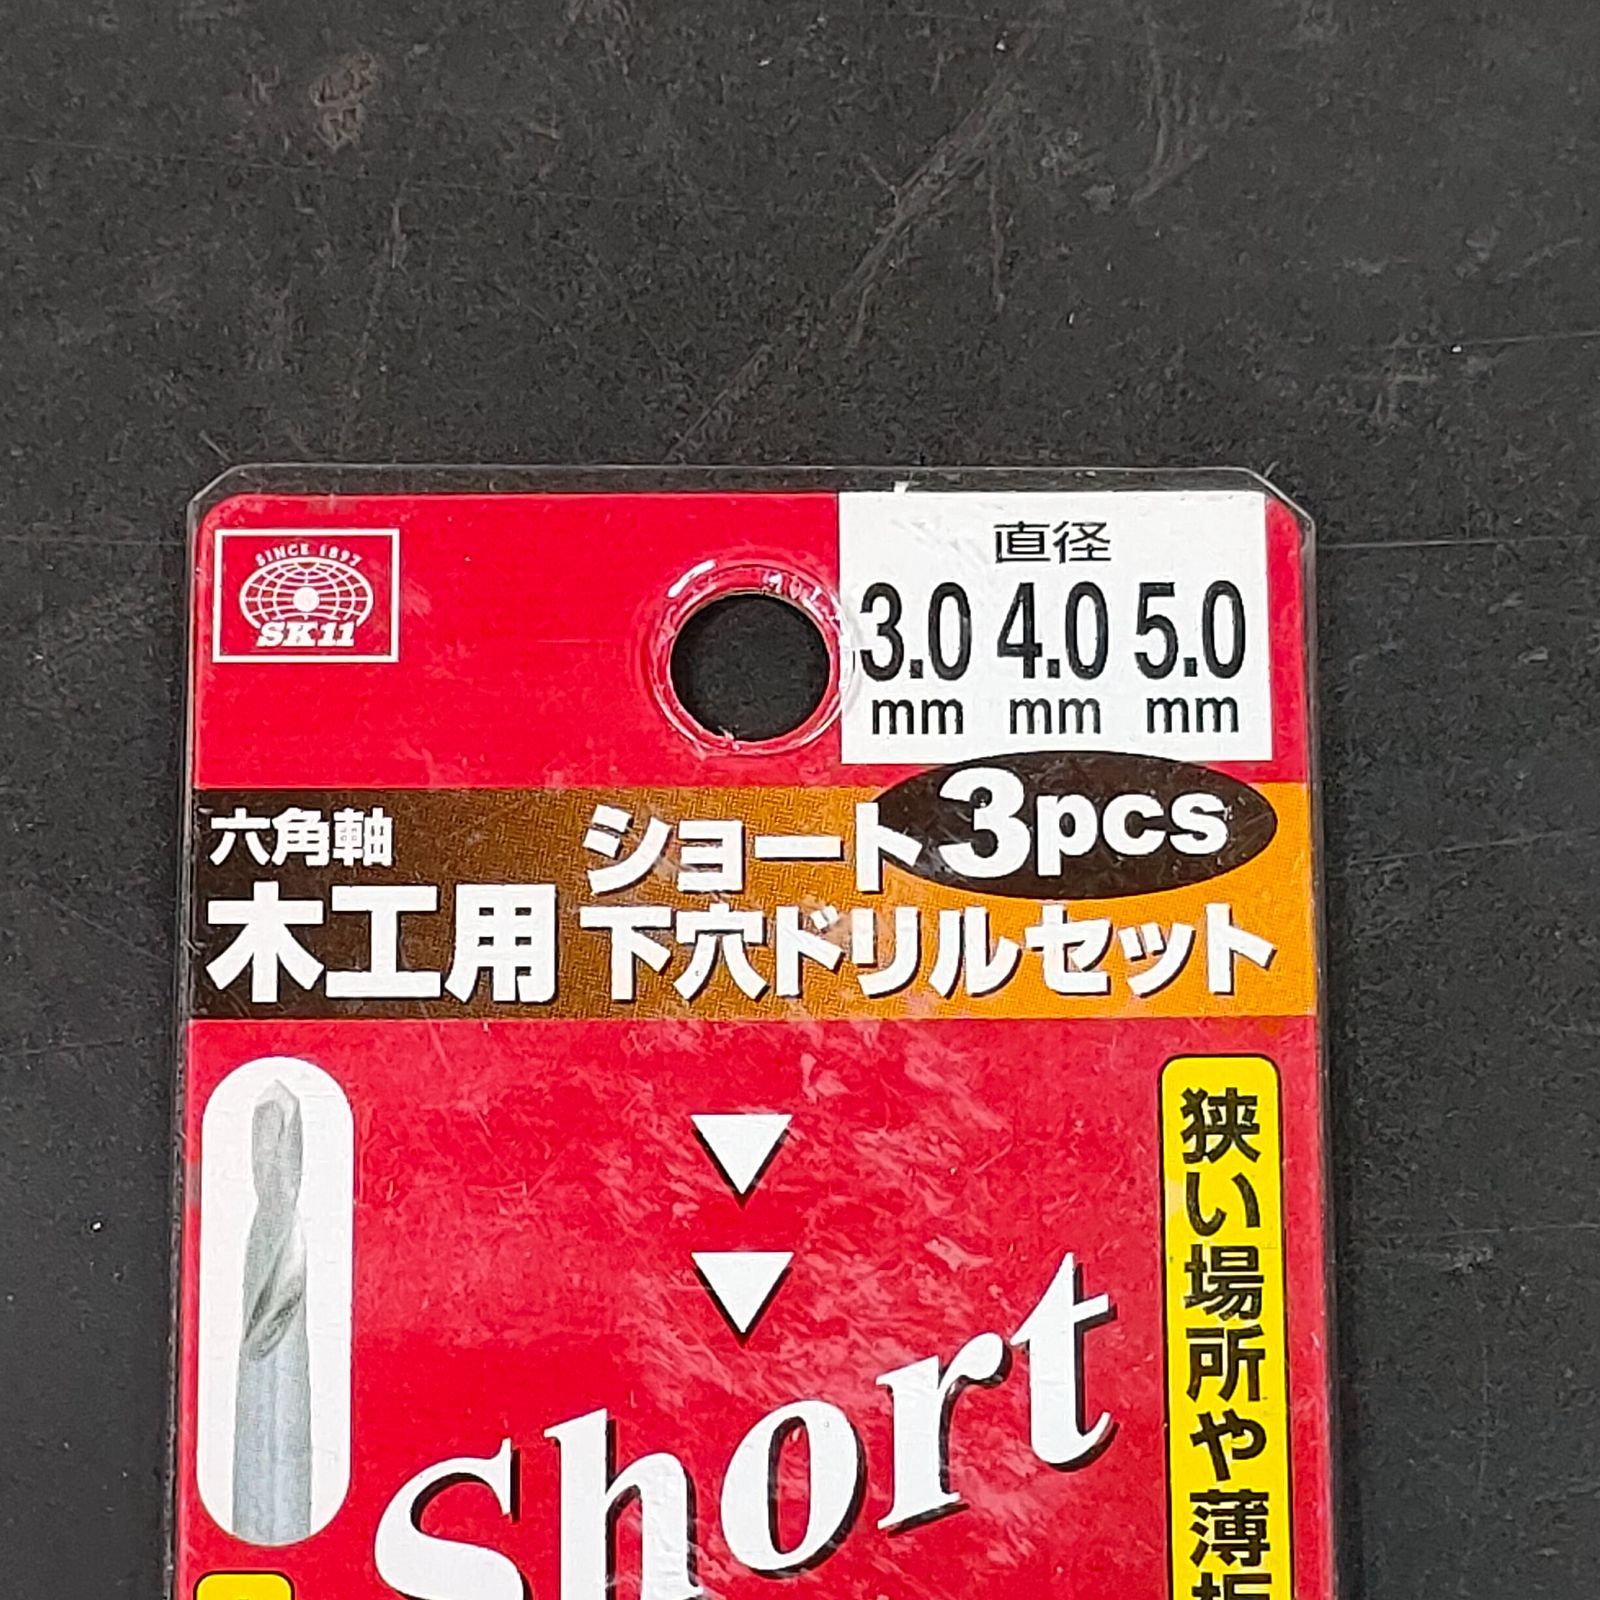 SINCE 1897
SK11
直径
3.0 4.0 5.0
mm mm mm
3pcs
六角軸
木工用
ショート
下穴ドリルセット
Short
狭い場所や薄板